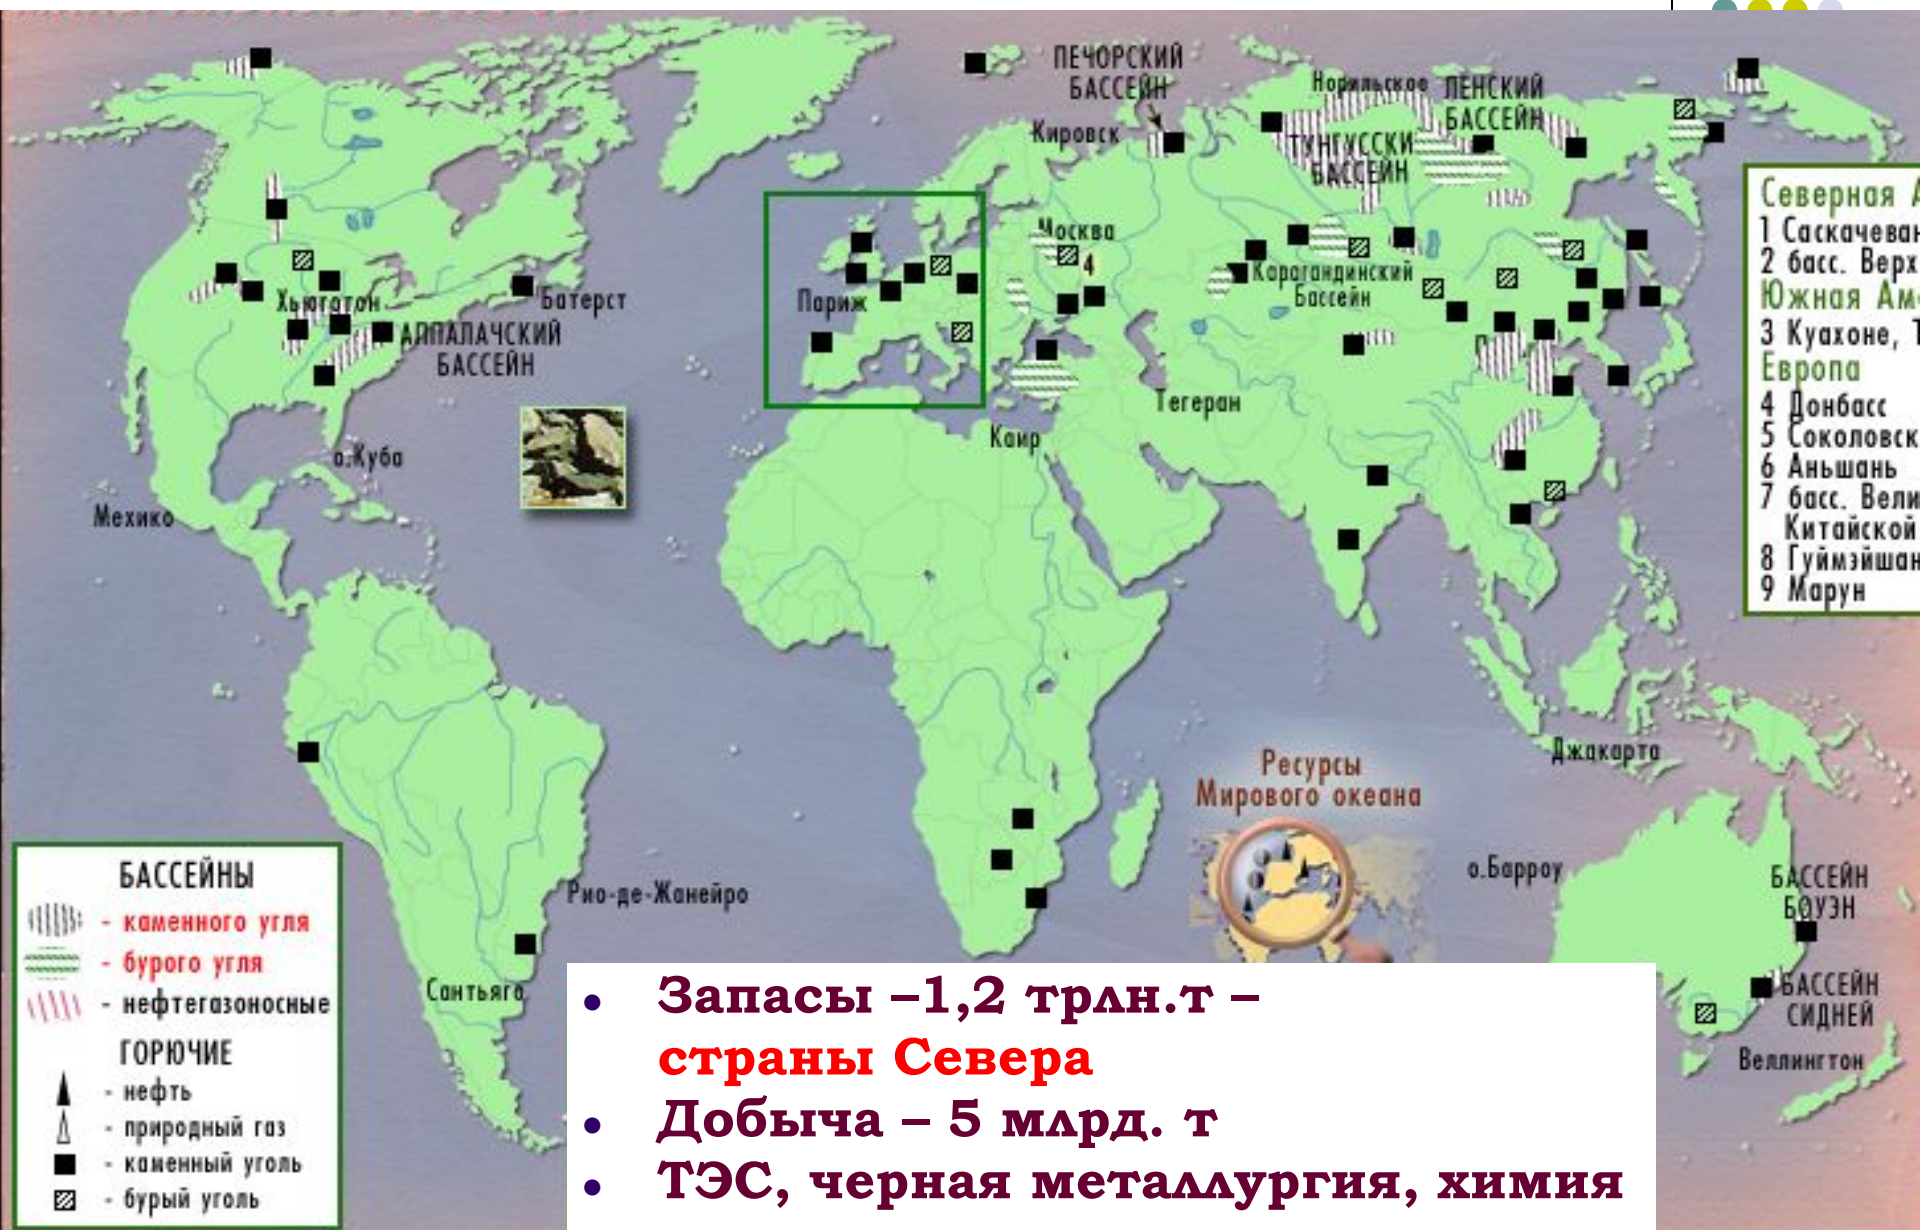 ПЕЧОРСКИЙ
БАССЕЙН
Норильское
ЛЕНСКИЙ
БАССЕЙН
Кировск
ТУНГУССКИ
БАССЕЙН
Москва
4
Карагандинский
Бассейн
Париж
Хьюготон
Батерст
АППАЛАЧСКИЙ
БАССЕЙН
Тегеран
Каир
о.Куба
Мехико
Северная А
1 Саскачеван
2 басс. Верх
Южная Аме
3 Куахоне, Т
Европа
4 Донбасс
5 Соколовск
6 Аньшань
7 басс. Вели
Китайской
8 Гуймэйшан
9 Марун
Джакарта
Ресурсы
Мирового океана
о.Барроу
БАССЕЙН
БОУЭН
БАССЕЙН
СИДНЕЙ
Веллингтон
Рио-де-Жанейро
Сантьяго
БАССЕЙНЫ
- каменного угля
- бурого угля
- нефтегазоносные
ГОРЮЧИЕ
- нефть
- природный газ
- каменный уголь
- бурый уголь
• Запасы –1,2 трлн.т –
страны Севера
• Добыча – 5 млрд. т
• ТЭС, черная металлургия, химия